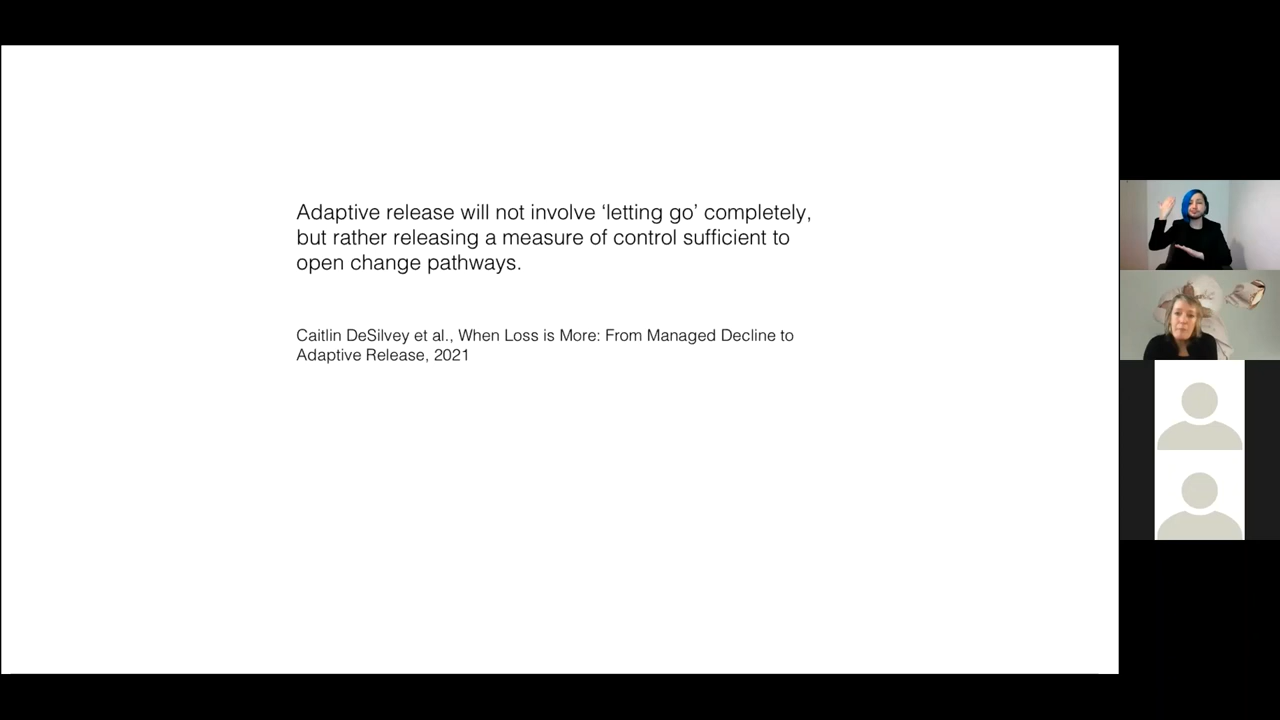 Adaptive release will not involve ‘letting go’ completely,
but rather releasing a measure of control sufficient to
open change pathways.
Caitlin DeSilvey et al., When Loss is More: From Managed Decline to
Adaptive Release, 2021